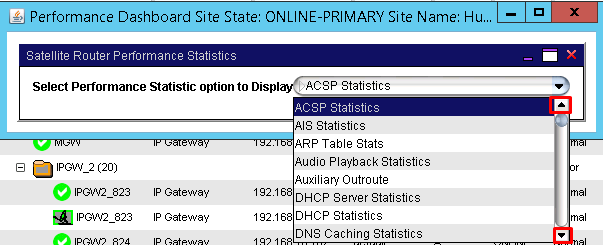 Performance Dashboard Site State: ONLINE-PRIMARY Site Name: Hu...
Satellite Router Performance Statistics
Select Performance Statistic option to Display
ACSP Statistics
ACSP Statistics
AIS Statistics
ARP Table Stats
Audio Playback Statistics
Auxiliary Outroute
DHCP Server Statistics
DHCP Statistics
DNS Caching Statistics
MGW IP Gateway 192.168 mal
IPGW_2 (20) or
IPGW2_823 IP Gateway 192.168 mal
IPGW2_823 IP Gateway 192.168 mal
IPGW2_824 IP Gateway 192.168 mal